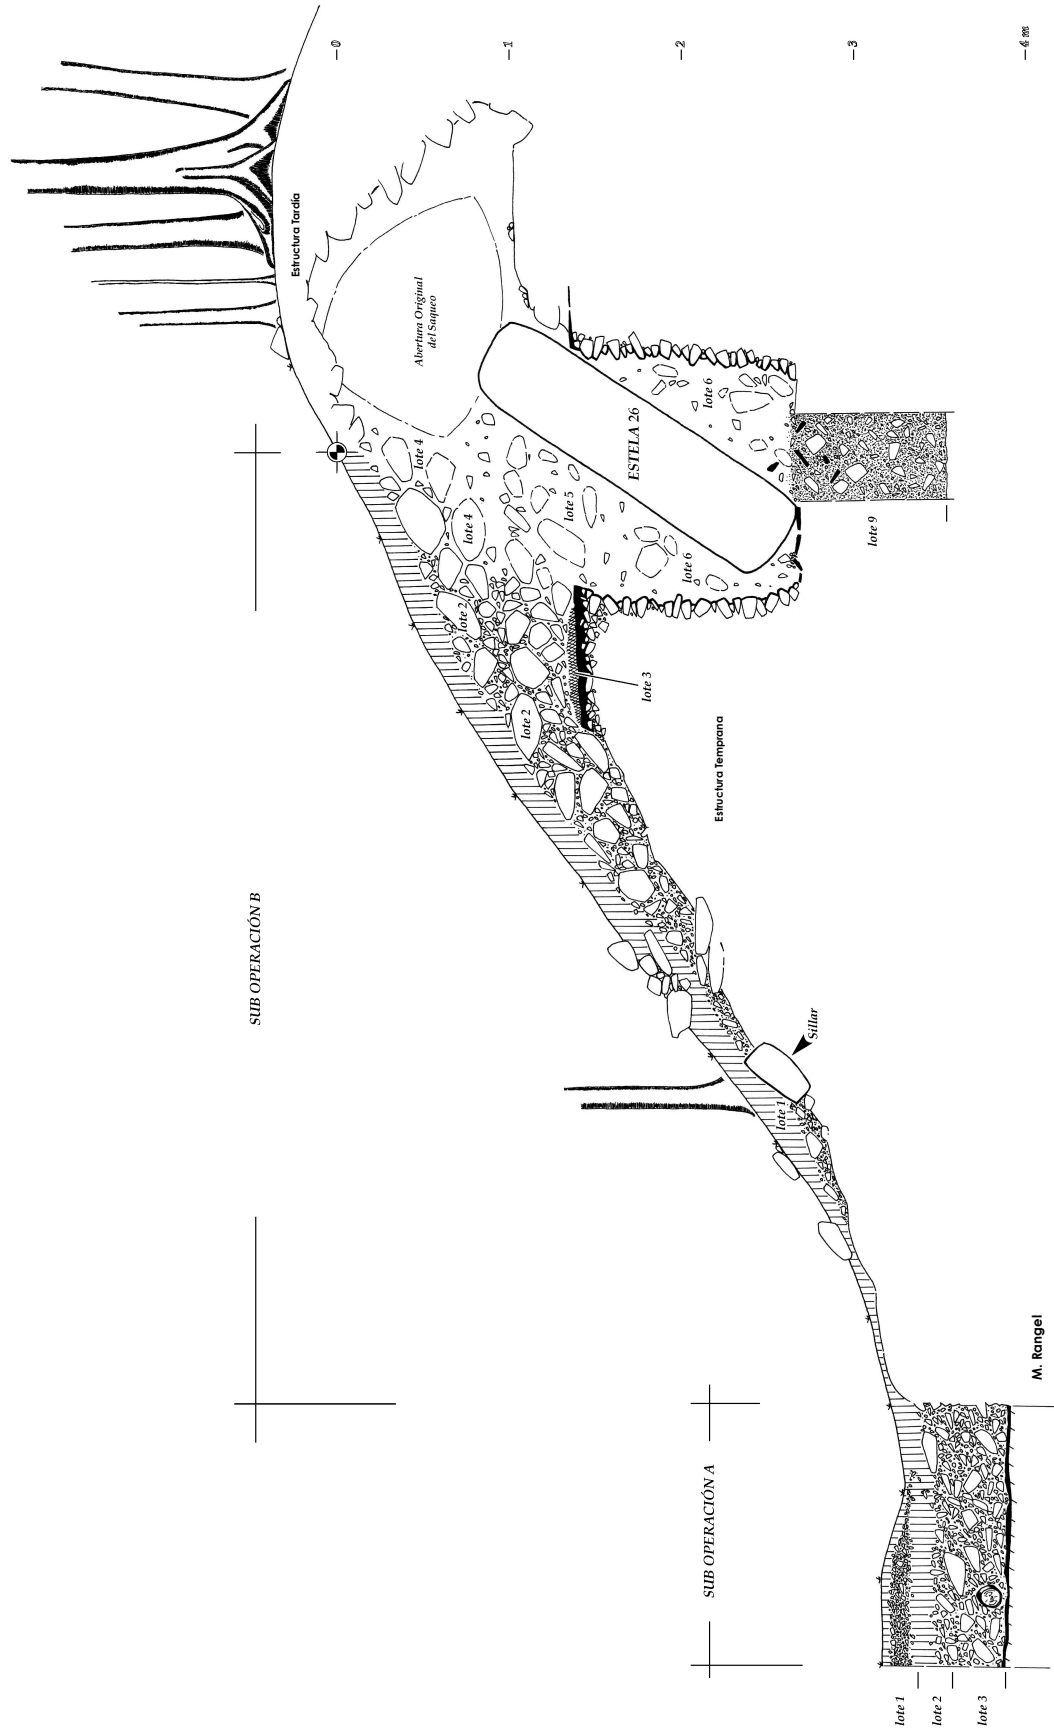 Estructura Tardía
–0
–1
–2
–3
–4 m
Abertura Original
del Saqueo
SUB OPERACIÓN B
lote 4
lote 4
lote 2
lote 2
lote 5
ESTELA 26
lote 6
lote 6
lote 9
lote 3
Estructura Temprana
Sillar
lote 1
SUB OPERACIÓN A
M. Rangel
lote 1
lote 2
lote 3